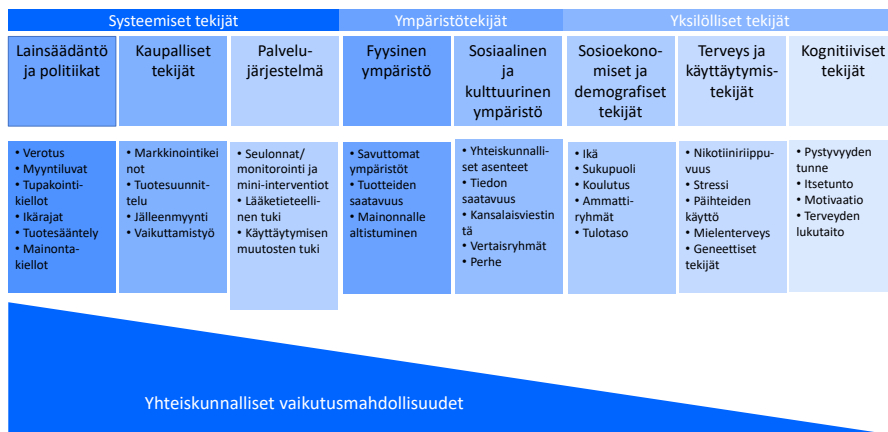 Systeemiset tekijät
Ympäristötekijät
Yksilölliset tekijät
Lainsäädäntö
ja politiikat
Kaupalliset
tekijät
Palvelu-
järjestelmä
Fyysinen
ympäristö
Sosiaalinen
ja
kulttuurinen
ympäristö
Sosioekono-
miset ja
demografiset
tekijät
Terveys ja
käyttäytymis-
tekijät
Kognitiiviset
tekijät
• Verotus
• Myyntiluvat
• Tupakointi-
kiellot
• Ikärajat
• Tuotesääntely
• Mainonta-
kiellot
• Markkinointikei
not
• Tuotesuunnit-
telu
• Jälleenmyynti
• Vaikuttamistyö
• Seulonnat/
monitorointi ja
mini-interventiot
• Lääketieteelli-
nen tuki
• Käyttäytymisen
muutosten tuki
• Savuttomat
ympäristöt
• Tuotteiden
saatavuus
• Mainonnalle
altistuminen
• Yhteiskunnalli-
set asenteet
• Tiedon
saatavuus
• Kansalaisviestin
tä
• Vertaisryhmät
• Perhe
• Ikä
• Sukupuoli
• Koulutus
• Ammatti-
ryhmät
• Tulotaso
• Nikotiiniriippu-
vuus
• Stressi
• Päihteiden
käyttö
• Mielenterveys
• Geneettiset
tekijät
• Pystyvyyden
tunne
• Itsetunto
• Motivaatio
• Terveyden
lukutaito
Yhteiskunnalliset vaikutusmahdollisuudet